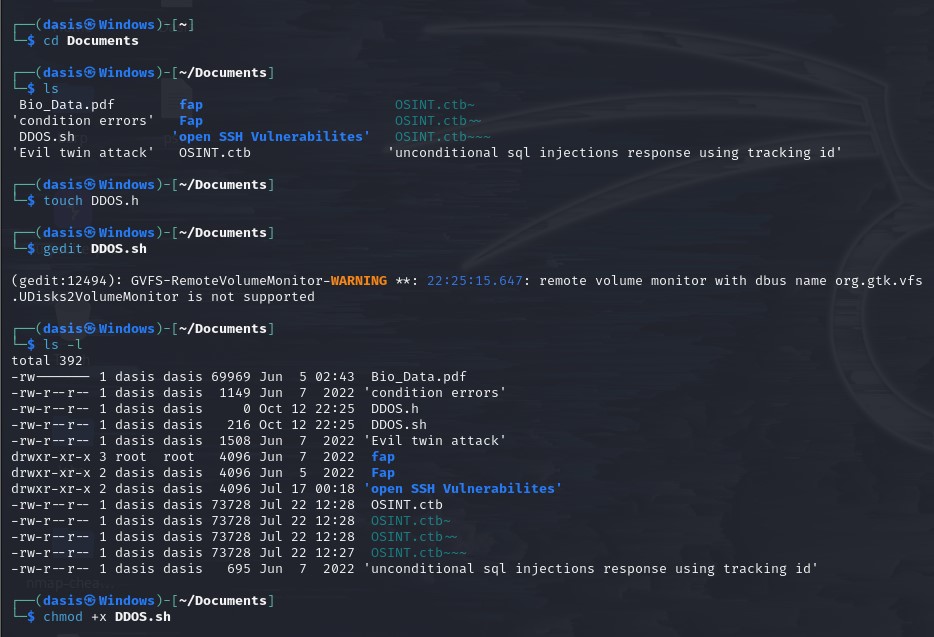 ┌──(dasis㉿Windows)-[~]
└─$ cd Documents
┌──(dasis㉿Windows)-[~/Documents]
└─$ ls
 Bio_Data.pdf        fap                         OSINT.ctb~
'condition errors'   Fap                         OSINT.ctb~~
 DDOS.sh            'open SSH Vulnerabilites'    OSINT.ctb~~~
'Evil twin attack'   OSINT.ctb                  'unconditional sql injections response using tracking id'
┌──(dasis㉿Windows)-[~/Documents]
└─$ touch DDOS.h
┌──(dasis㉿Windows)-[~/Documents]
└─$ gedit DDOS.sh
(gedit:12494): GVFS-RemoteVolumeMonitor-WARNING **: 22:25:15.647: remote volume monitor with dbus name org.gtk.vfs
.UDisks2VolumeMonitor is not supported
┌──(dasis㉿Windows)-[~/Documents]
└─$ ls -l
total 392
-rw------- 1 dasis dasis 69969 Jun  5 02:43  Bio_Data.pdf
-rw-r--r-- 1 dasis dasis  1149 Jun  7  2022 'condition errors'
-rw-r--r-- 1 dasis dasis     0 Oct 12 22:25  DDOS.h
-rw-r--r-- 1 dasis dasis   216 Oct 12 22:25  DDOS.sh
-rw-r--r-- 1 dasis dasis  1508 Jun  7  2022 'Evil twin attack'
drwxr-xr-x 3 root  root   4096 Jun  7  2022  fap
drwxr-xr-x 2 dasis dasis  4096 Jun  5  2022  Fap
drwxr-xr-x 2 dasis dasis  4096 Jul 17 00:18 'open SSH Vulnerabilites'
-rw-r--r-- 1 dasis dasis 73728 Jul 22 12:28  OSINT.ctb
-rw-r--r-- 1 dasis dasis 73728 Jul 22 12:28  OSINT.ctb~
-rw-r--r-- 1 dasis dasis 73728 Jul 22 12:28  OSINT.ctb~~
-rw-r--r-- 1 dasis dasis 73728 Jul 22 12:27  OSINT.ctb~~~
-rw-r--r-- 1 dasis dasis   695 Jun  7  2022 'unconditional sql injections response using tracking id'
nmap-chea...
┌──(dasis㉿Windows)-[~/Documents]
└─$ chmod +x DDOS.sh